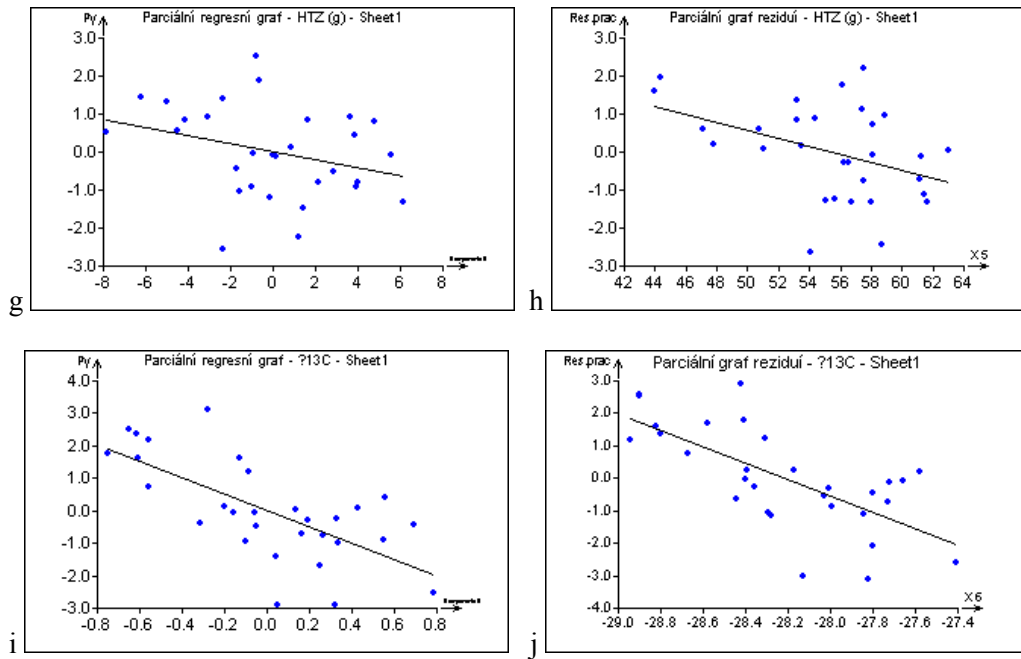 Py Parciální regresní graf - HTZ (g) - Sheet1
3.0
2.0
1.0
0.0
-1.0
-2.0
-3.0
-8 -6 -4 -2 0 2 4 6 8
g
Res.prac Parciální graf reziduí - HTZ (g) - Sheet1
3.0
2.0
1.0
0.0
-1.0
-2.0
-3.0
X5
42 44 46 48 50 52 54 56 58 60 62 64
h
Py Parciální regresní graf - ?13C - Sheet1
4.0
3.0
2.0
1.0
0.0
-1.0
-2.0
-3.0
-0.8 -0.6 -0.4 -0.2 0.0 0.2 0.4 0.6 0.8
i
Res.prac Parciální graf reziduí - ?13C - Sheet1
3.0
2.0
1.0
0.0
-1.0
-2.0
-3.0
-4.0
X6
-29.0 -28.8 -28.6 -28.4 -28.2 -28.0 -27.8 -27.6 -27.4
j